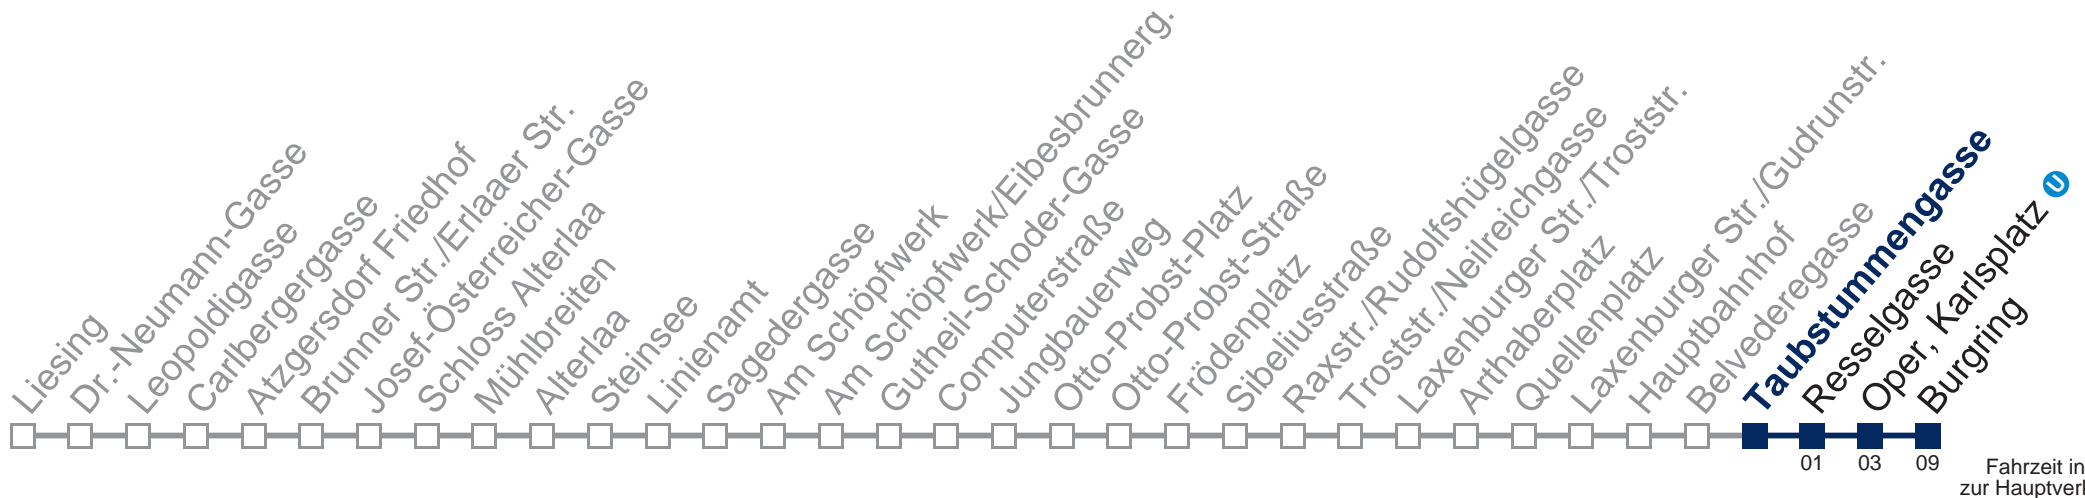 Liesing
Dr.-Neumann-Gasse
Leopoldigasse
Carlbergergasse
Atzgersdorf Friedhof
Brunner Str./Erlaaer Str.
Josef-Österreicher-Gasse
Schloss Alterlaa
Mühlbreiten
Alterlaa
Steinsee
Linienamt
Sagedergasse
Am Schöpfwerk
Am Schöpfwerk/Eibesbrunnerg.
Gutheil-Schoder-Gasse
Computerstraße
Jungbauerweg
Otto-Probst-Platz
Otto-Probst-Straße
Frödenplatz
Sibeliusstraße
Raxstr./Rudolfshügelgasse
Troststr./Neilreichgasse
Laxenburger Str./Troststr.
Arthaberplatz
Quellenplatz
Laxenburger Str./Gudrunstr.
Hauptbahnhof
Belvederegasse
Taubstummengasse
Resselgasse
Oper, Karlsplatz U
Burgring
01
03
09
Fahrzeit in
zur Hauptverl